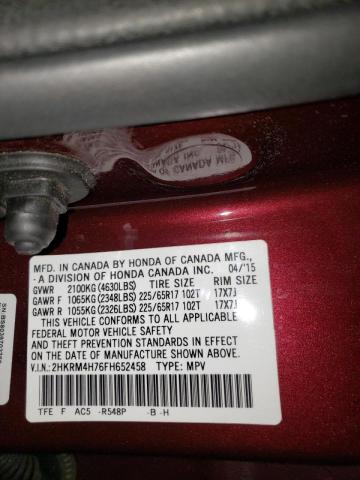 MFD. IN CANADA BY HONDA OF CANADA MFG.,
- A DIVISION OF HONDA CANADA INC. 04/'15
GVWR 2100KG (4630LBS) TIRE SIZE RIM SIZE
GAWR F 1065KG (2348LBS) 225/65R17 102T 17X7J
GAWR R 1055KG (2326LBS) 225/65R17 102T 17X7J
THIS VEHICLE CONFORMS TO ALL APPLICABLE
FEDERAL MOTOR VEHICLE SAFETY
AND THEFT PREVENTION STANDARDS IN EFFECT
ON THE DATE OF MANUFACTURE SHOWN ABOVE.
V.I.N.: 2HKRM4H76FH652458 TYPE: MPV
TFE F AC5 -R548P -B -H